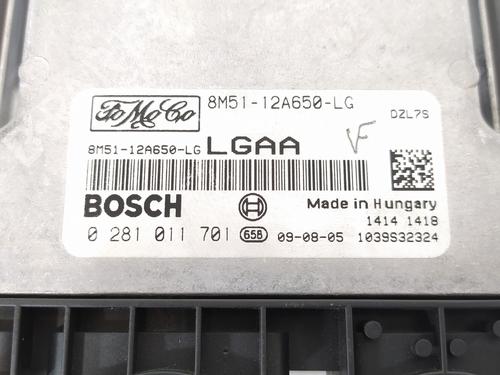 FoMoCo 8M51-12A650-LG
DZL7S
8M51-12A650-LG LGAA
VF
BOSCH Made in Hungary
1414 1418
0 281 011 701 65B 09-08-05 1039S32324